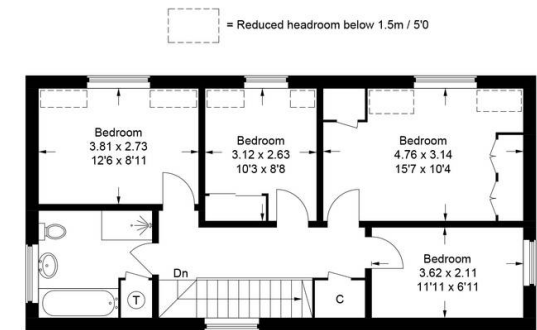 = Reduced headroom below 1.5m / 5'0
Bedroom
3.81 x 2.73
12'6 x 8'11
Bedroom
3.12 x 2.63
10'3 x 8'8
Bedroom
4.76 x 3.14
15'7 x 10'4
Bedroom
3.62 x 2.11
11'11 x 6'11
Dn
T
C